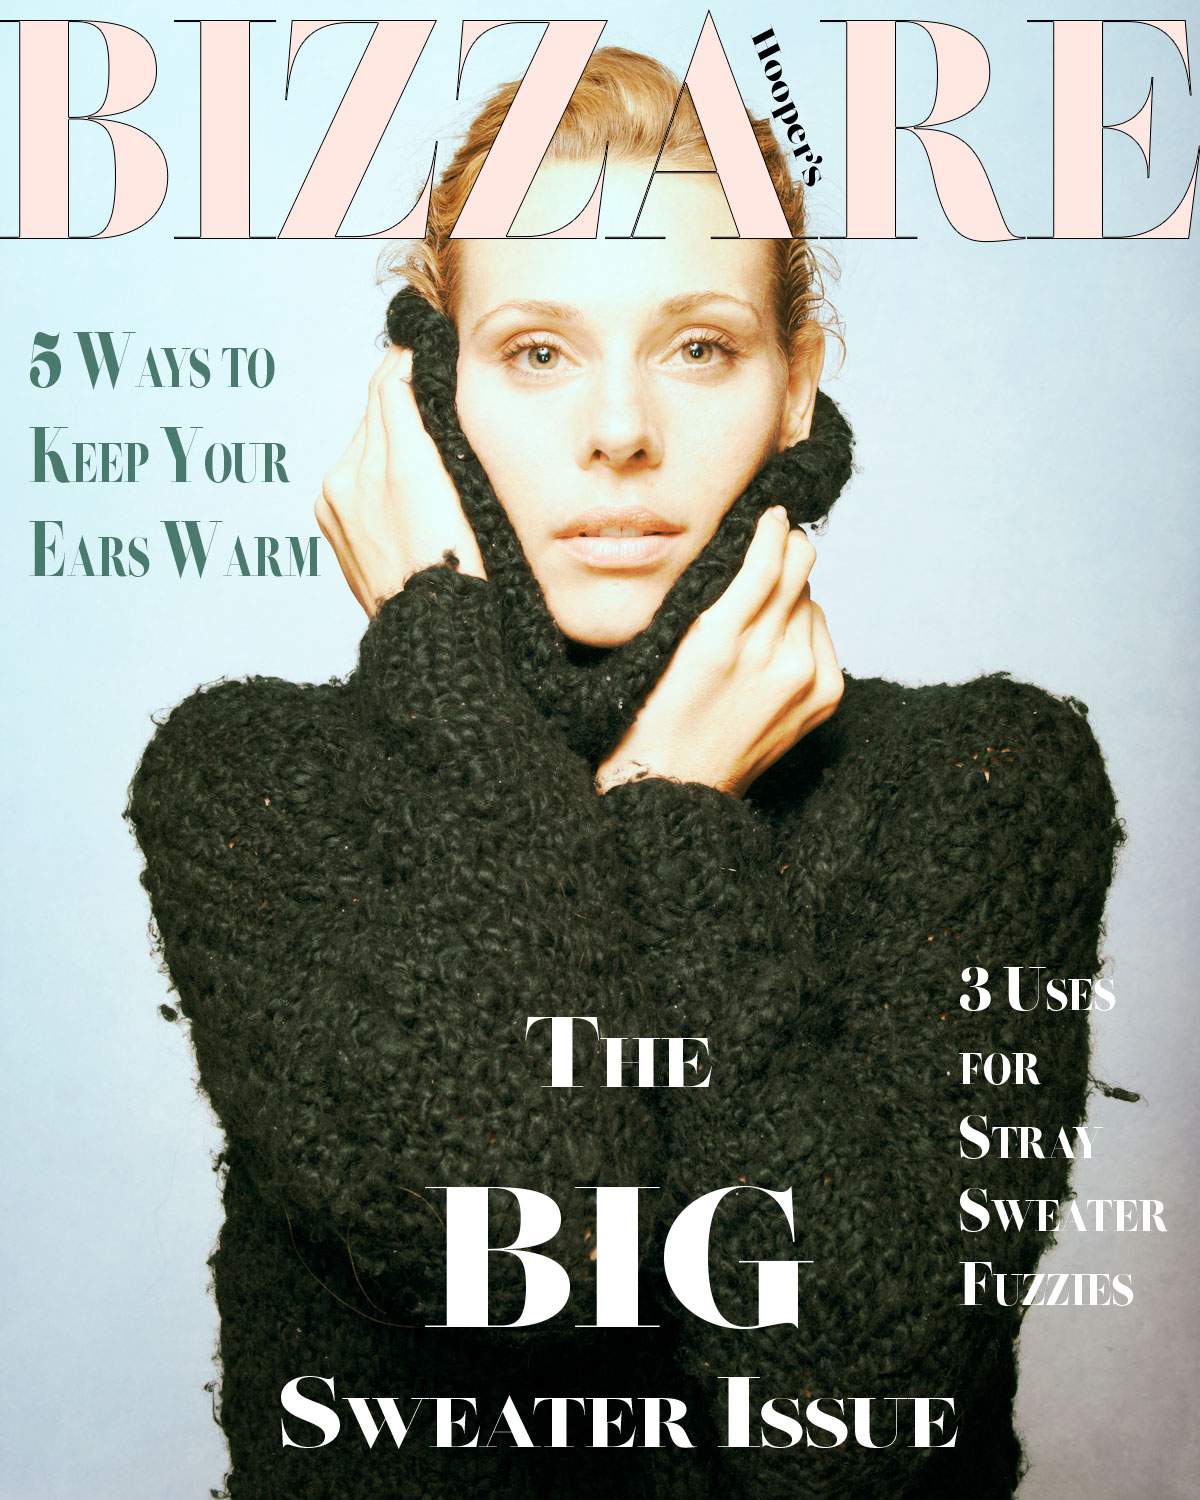 BIZZARE
Hooper's
5 Ways to
Keep Your
Ears Warm
3 Uses
for
Stray
Sweater
Fuzzies
The
BIG
Sweater Issue